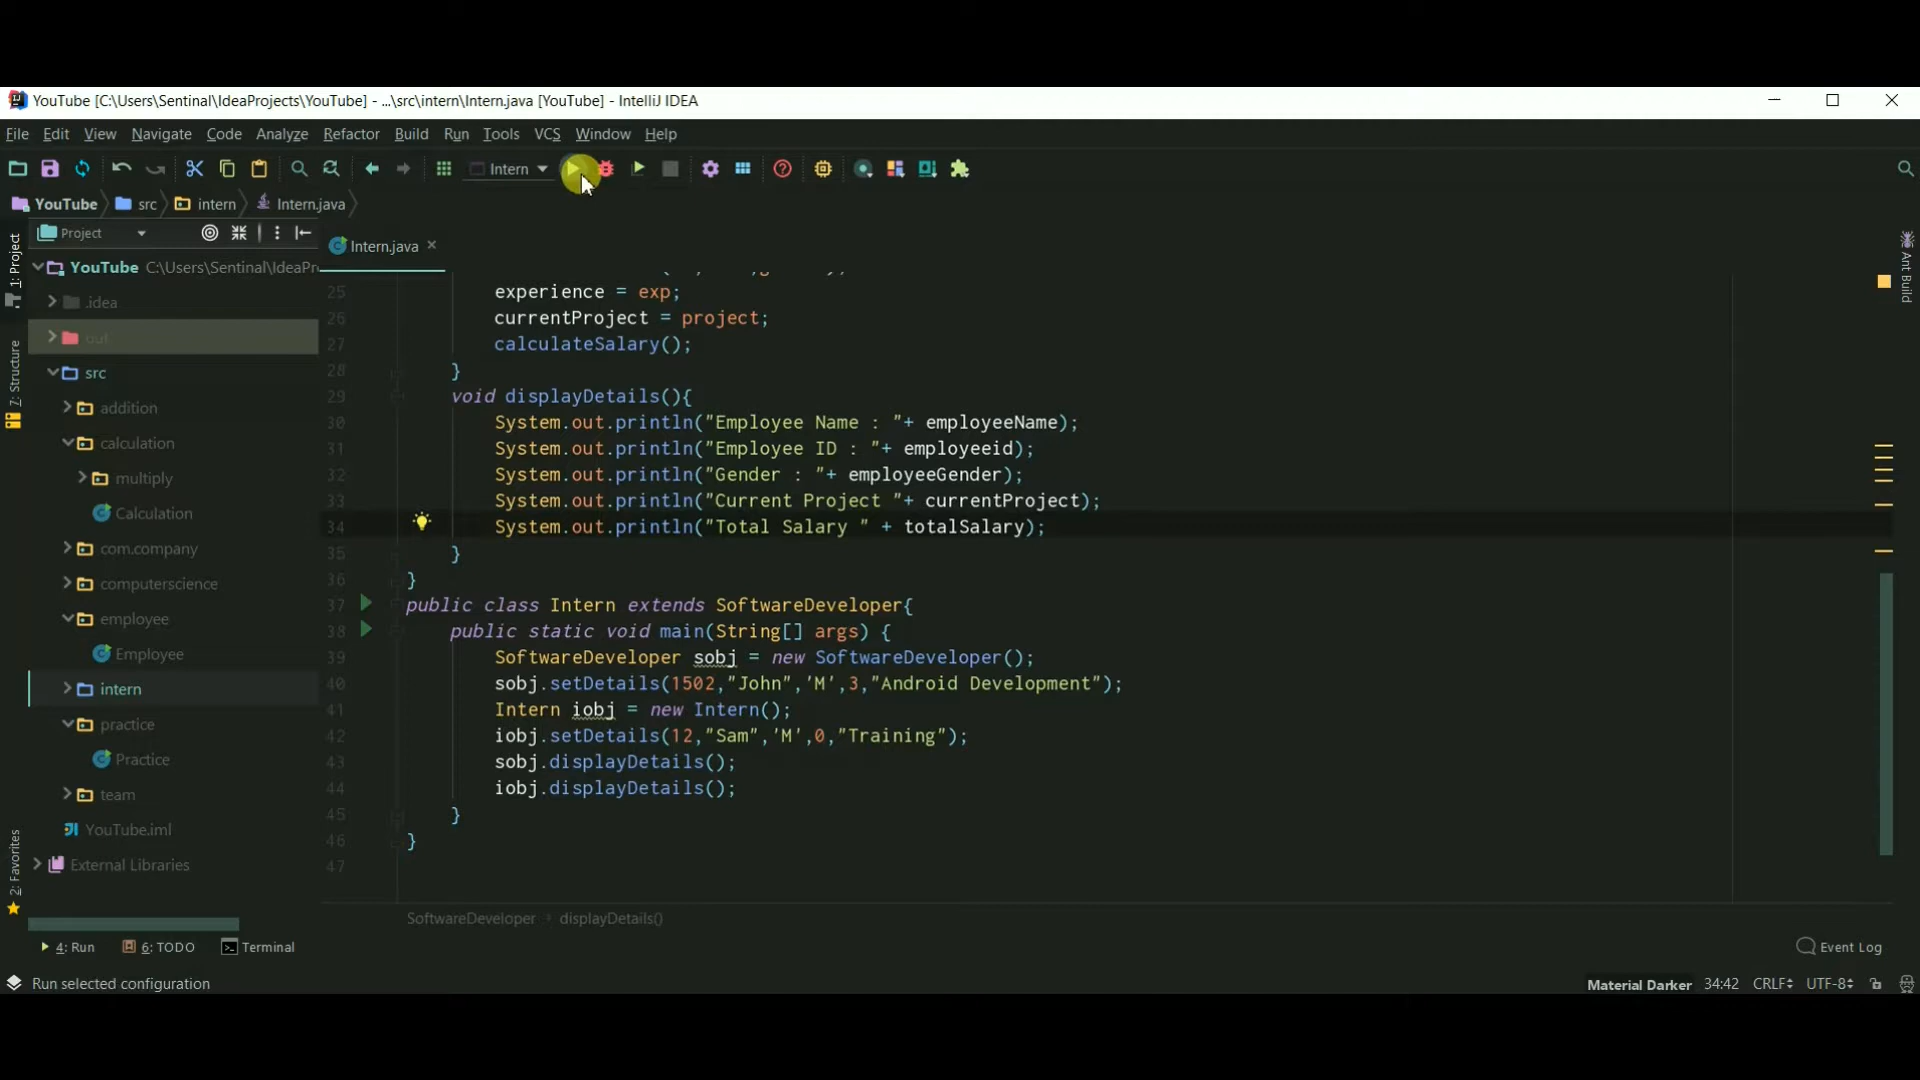 YouTube [C:\Users\Sentinal\IdeaProjects\YouTube] - ...\src\intern\Intern.java [YouTube] - IntelliJ IDEA
File Edit View Navigate Code Analyze Refactor Build Run Tools VCS Window Help
Intern
YouTube src intern Intern.java
Project
Intern.java
1: Project
7: Structure
2: Favorites
Ant Build
YouTube C:\Users\Sentinal\IdeaPr
.idea
out
src
addition
calculation
multiply
Calculation
com.company
computerscience
employee
Employee
intern
practice
Practice
team
YouTube.iml
External Libraries
25 experience = exp;
26 currentProject = project;
27 calculateSalary();
28 }
29 void displayDetails(){
30 System.out.println("Employee Name : "+ employeeName);
31 System.out.println("Employee ID : "+ employeeid);
32 System.out.println("Gender : "+ employeeGender);
33 System.out.println("Current Project "+ currentProject);
34 System.out.println("Total Salary " + totalSalary);
35 }
36 }
37 public class Intern extends SoftwareDeveloper{
38 public static void main(String[] args) {
39 SoftwareDeveloper sobj = new SoftwareDeveloper();
40 sobj.setDetails(1502,"John",'M',3,"Android Development");
41 Intern iobj = new Intern();
42 iobj.setDetails(12,"Sam",'M',0,"Training");
43 sobj.displayDetails();
44 iobj.displayDetails();
45 }
46 }
47
SoftwareDeveloper displayDetails()
4: Run 6: TODO Terminal Event Log
Run selected configuration Material Darker 34:42 CRLF UTF-8